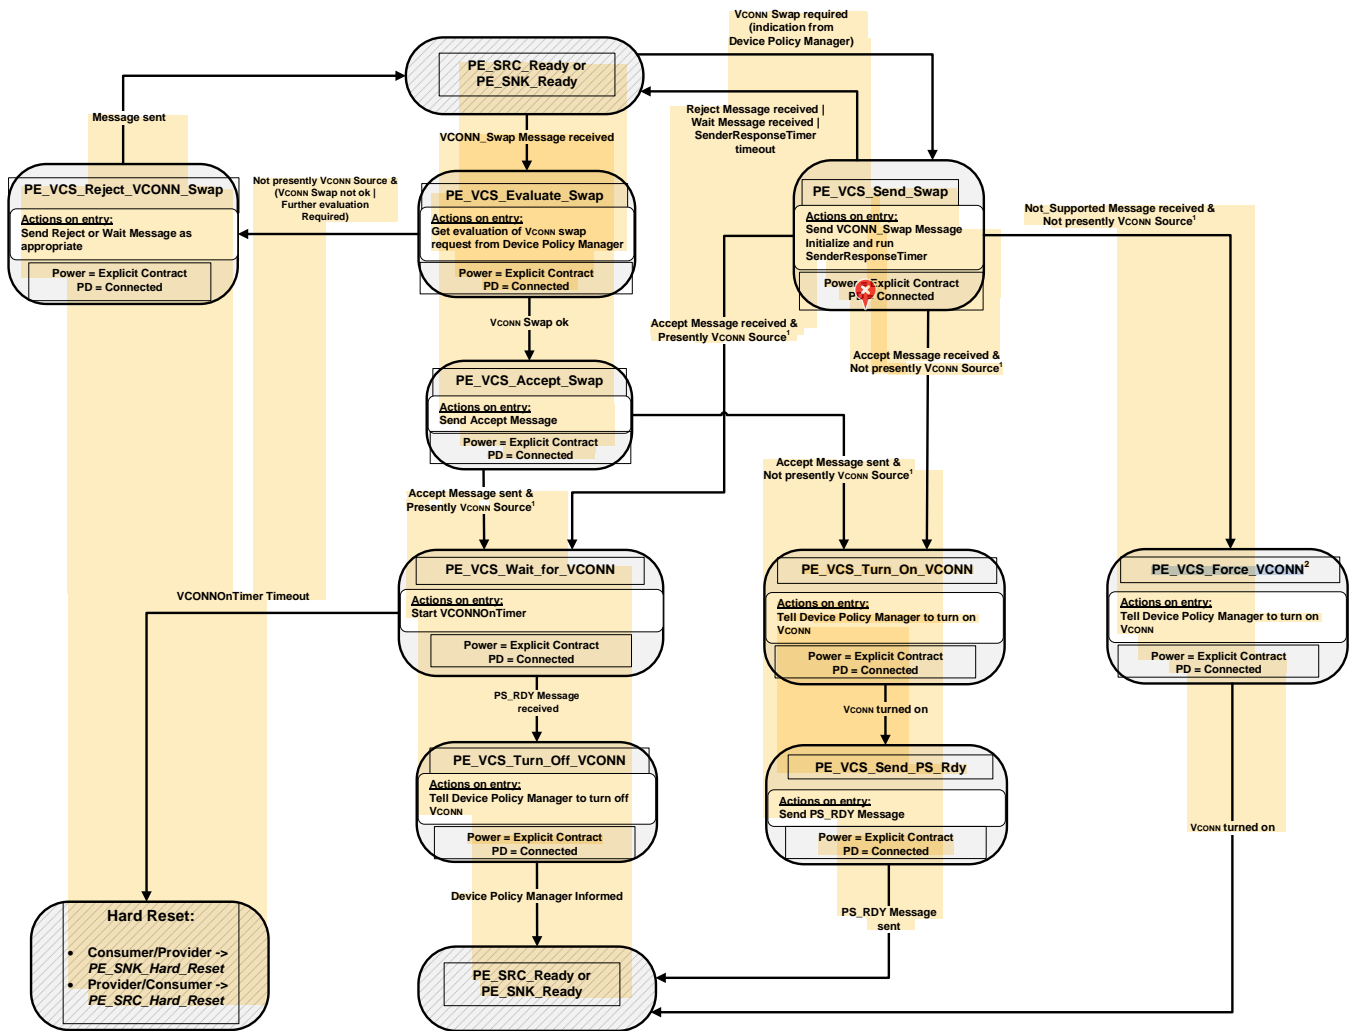 VCONN Swap required
(indication from
Device Policy Manager)
PE_SRC_Ready or
PE_SNK_Ready
Message sent
VCONN_Swap Message received
Reject Message received |
Wait Message received |
SenderResponseTimer
timeout
PE_VCS_Reject_VCONN_Swap
Actions on entry:
Send Reject or Wait Message as
appropriate
Power = Explicit Contract
PD = Connected
Not presently VCONN Source &
(VCONN Swap not ok |
Further evaluation
Required)
PE_VCS_Evaluate_Swap
Actions on entry:
Get evaluation of VCONN swap
request from Device Policy Manager
Power = Explicit Contract
PD = Connected
PE_VCS_Send_Swap
Actions on entry:
Send VCONN_Swap Message
Initialize and run
SenderResponseTimer
Power = Explicit Contract
PD = Connected
Not_Supported Message received &
Not presently VCONN Source¹
VCONN Swap ok
Accept Message received &
Presently VCONN Source¹
Accept Message received &
Not presently VCONN Source¹
PE_VCS_Accept_Swap
Actions on entry:
Send Accept Message
Power = Explicit Contract
PD = Connected
Accept Message sent &
Presently VCONN Source¹
Accept Message sent &
Not presently VCONN Source¹
VCONNOnTimer Timeout
PE_VCS_Wait_for_VCONN
Actions on entry:
Start VCONNOnTimer
Power = Explicit Contract
PD = Connected
PE_VCS_Turn_On_VCONN
Actions on entry:
Tell Device Policy Manager to turn on
VCONN
Power = Explicit Contract
PD = Connected
PE_VCS_Force_VCONN²
Actions on entry:
Tell Device Policy Manager to turn on
VCONN
Power = Explicit Contract
PD = Connected
PS_RDY Message
received
VCONN turned on
PE_VCS_Turn_Off_VCONN
Actions on entry:
Tell Device Policy Manager to turn off
VCONN
Power = Explicit Contract
PD = Connected
PE_VCS_Send_PS_Rdy
Actions on entry:
Send PS_RDY Message
Power = Explicit Contract
PD = Connected
VCONN turned on
Device Policy Manager Informed
PS_RDY Message
sent
Hard Reset:
• Consumer/Provider ->
PE_SNK_Hard_Reset
• Provider/Consumer ->
PE_SRC_Hard_Reset
PE_SRC_Ready or
PE_SNK_Ready